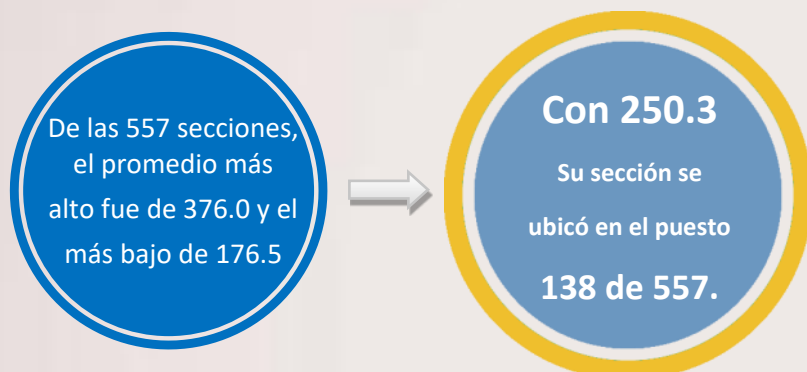 De las 557 secciones,
el promedio más
alto fue de 376.0 y el
más bajo de 176.5
Con 250.3
Su sección se
ubicó en el puesto
138 de 557.